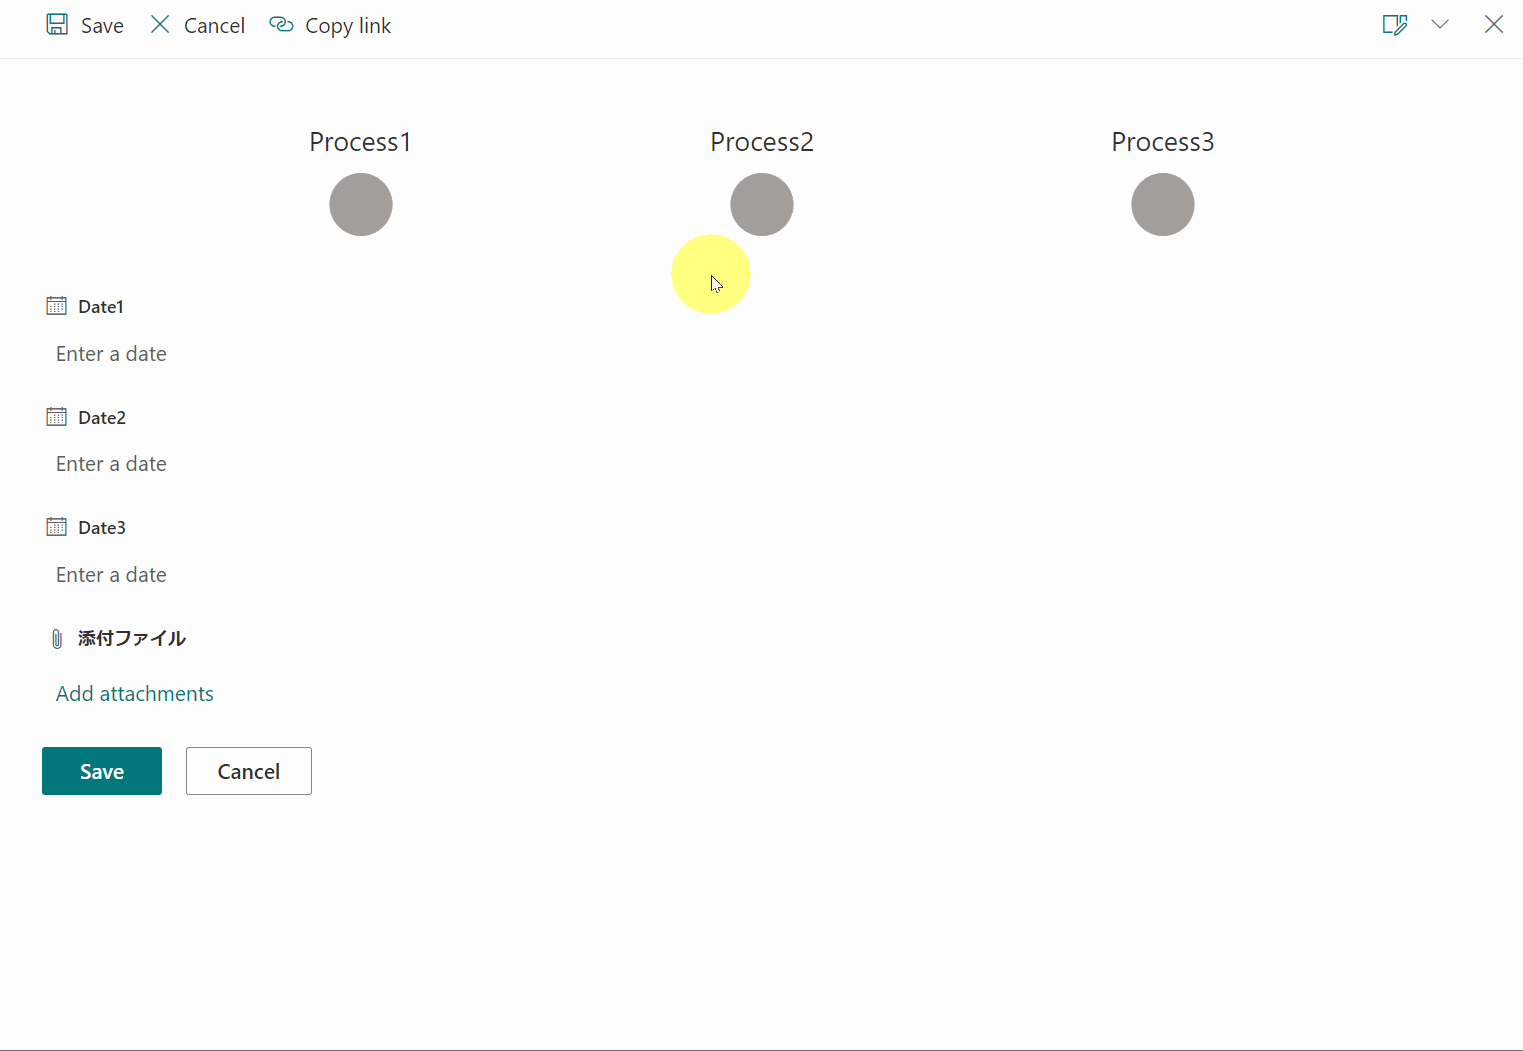 Save Cancel Copy link
Process1 Process2 Process3
Date1
Enter a date
Date2
Enter a date
Date3
Enter a date
添付ファイル
Add attachments
Save Cancel